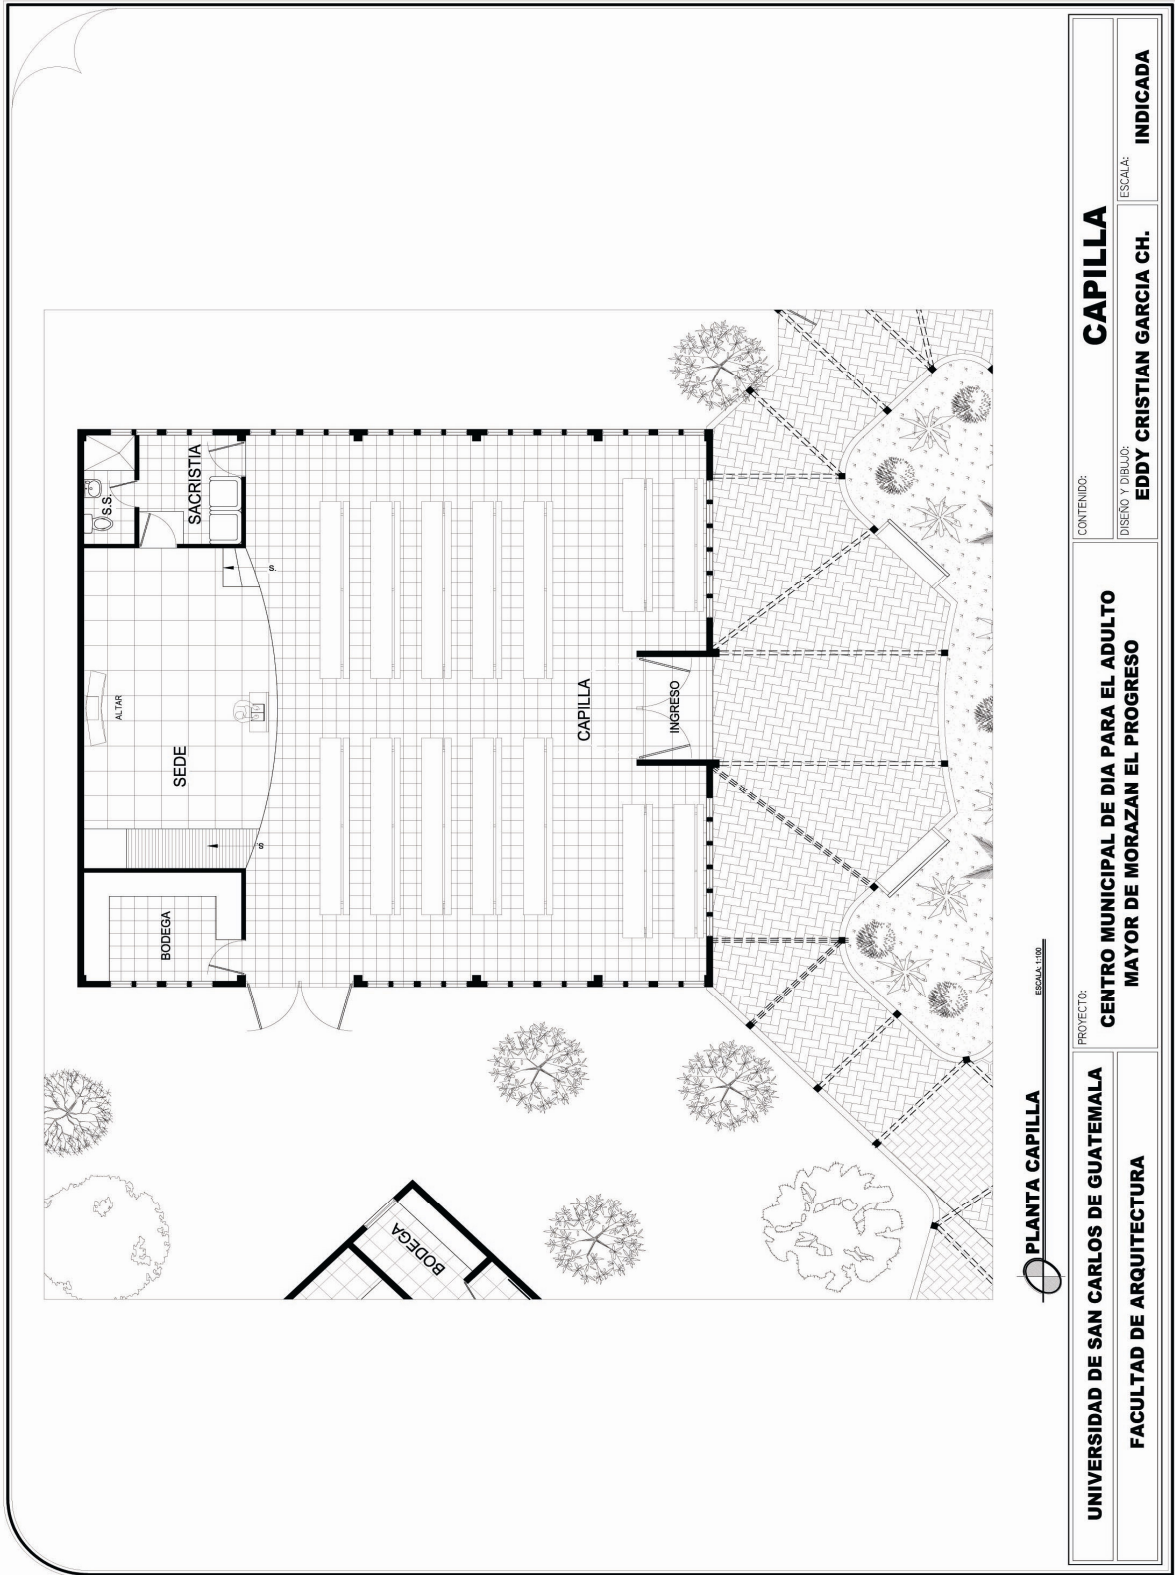 S.S.
SACRISTIA
S.
ALTAR
SEDE
S
BODEGA
CAPILLA
INGRESO
BODEGA
PLANTA CAPILLA
ESCALA: 1:100
UNIVERSIDAD DE SAN CARLOS DE GUATEMALA
FACULTAD DE ARQUITECTURA
PROYECTO:
CENTRO MUNICIPAL DE DIA PARA EL ADULTO
MAYOR DE MORAZAN EL PROGRESO
CONTENIDO:
CAPILLA
DISEÑO Y DIBUJO:
EDDY CRISTIAN GARCIA CH.
ESCALA:
INDICADA